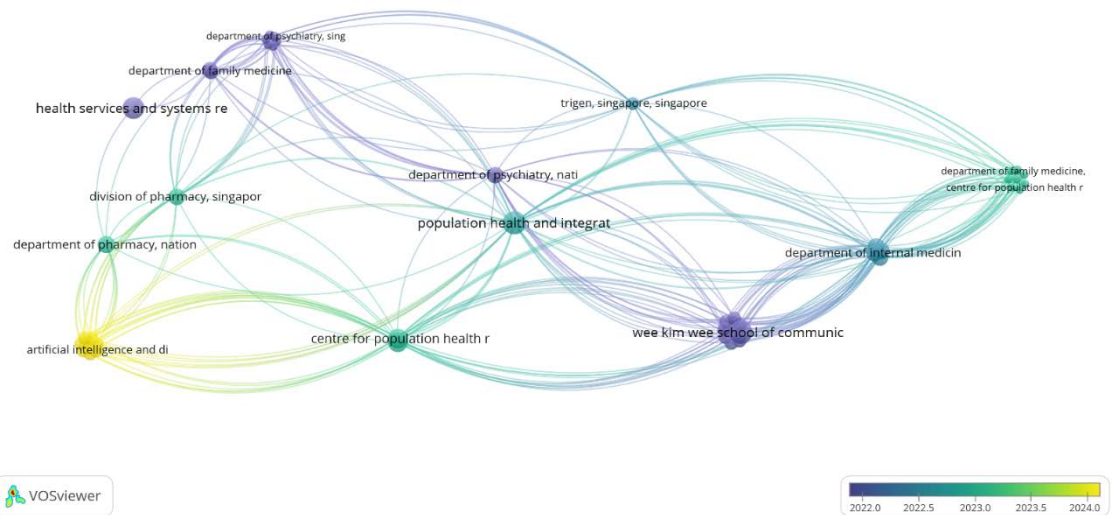 department of psychiatry, sing
department of family medicine
health services and systems re
trigen, singapore, singapore
department of psychiatry, nati
department of family medicine,
centre for population health r
division of pharmacy, singapor
population health and integrat
department of pharmacy, nation
department of internal medicin
wee kim wee school of communic
centre for population health r
artificial intelligence and di
VOSviewer
2022.0 2022.5 2023.0 2023.5 2024.0